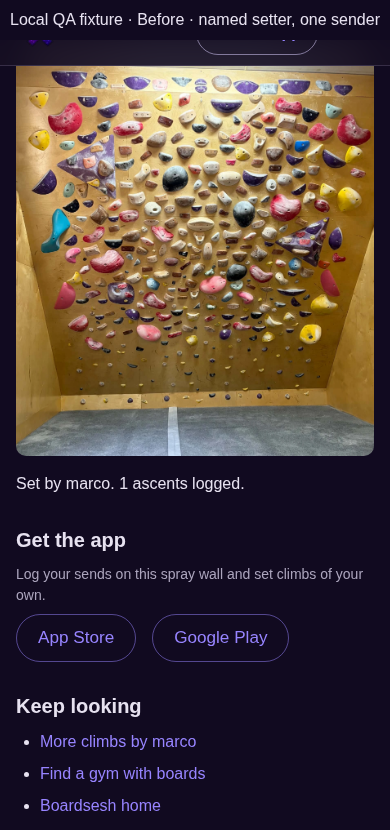 Local QA fixture · Before · named setter, one sender
Set by marco. 1 ascents logged.
Get the app
Log your sends on this spray wall and set climbs of your
own.
App Store
Google Play
Keep looking
More climbs by marco
Find a gym with boards
Boardsesh home